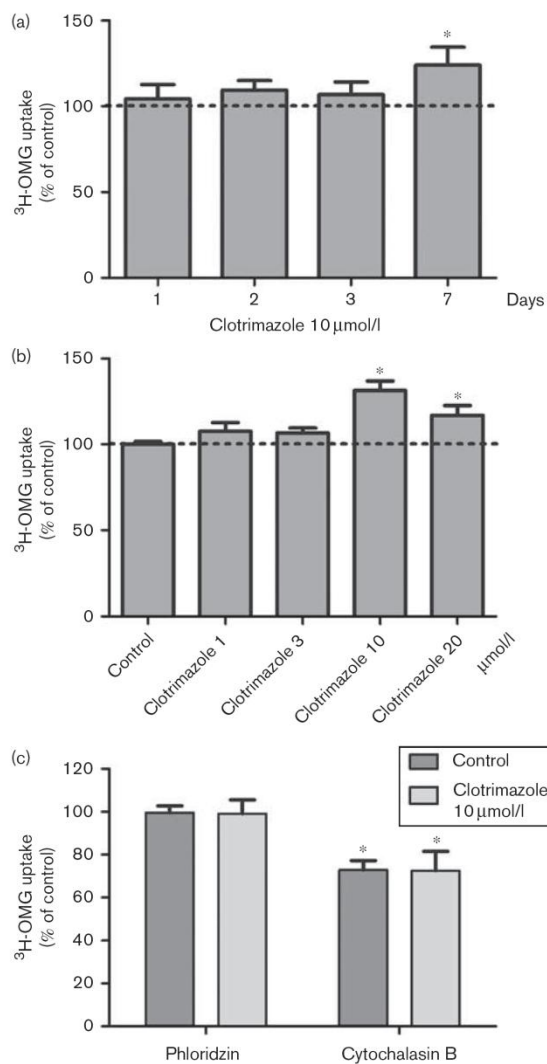 (a)
150
100
50
0
³H-OMG uptake
(% of control)
*
1 2 3 7 Days
Clotrimazole 10 μmol/l
(b)
150
100
50
0
³H-OMG uptake
(% of control)
* *
Control
Clotrimazole 1
Clotrimazole 3
Clotrimazole 10
Clotrimazole 20
μmol/l
(c)
120
100
80
60
40
20
0
³H-OMG uptake
(% of control)
Control
Clotrimazole
10 μmol/l
* *
Phloridzin Cytochalasin B